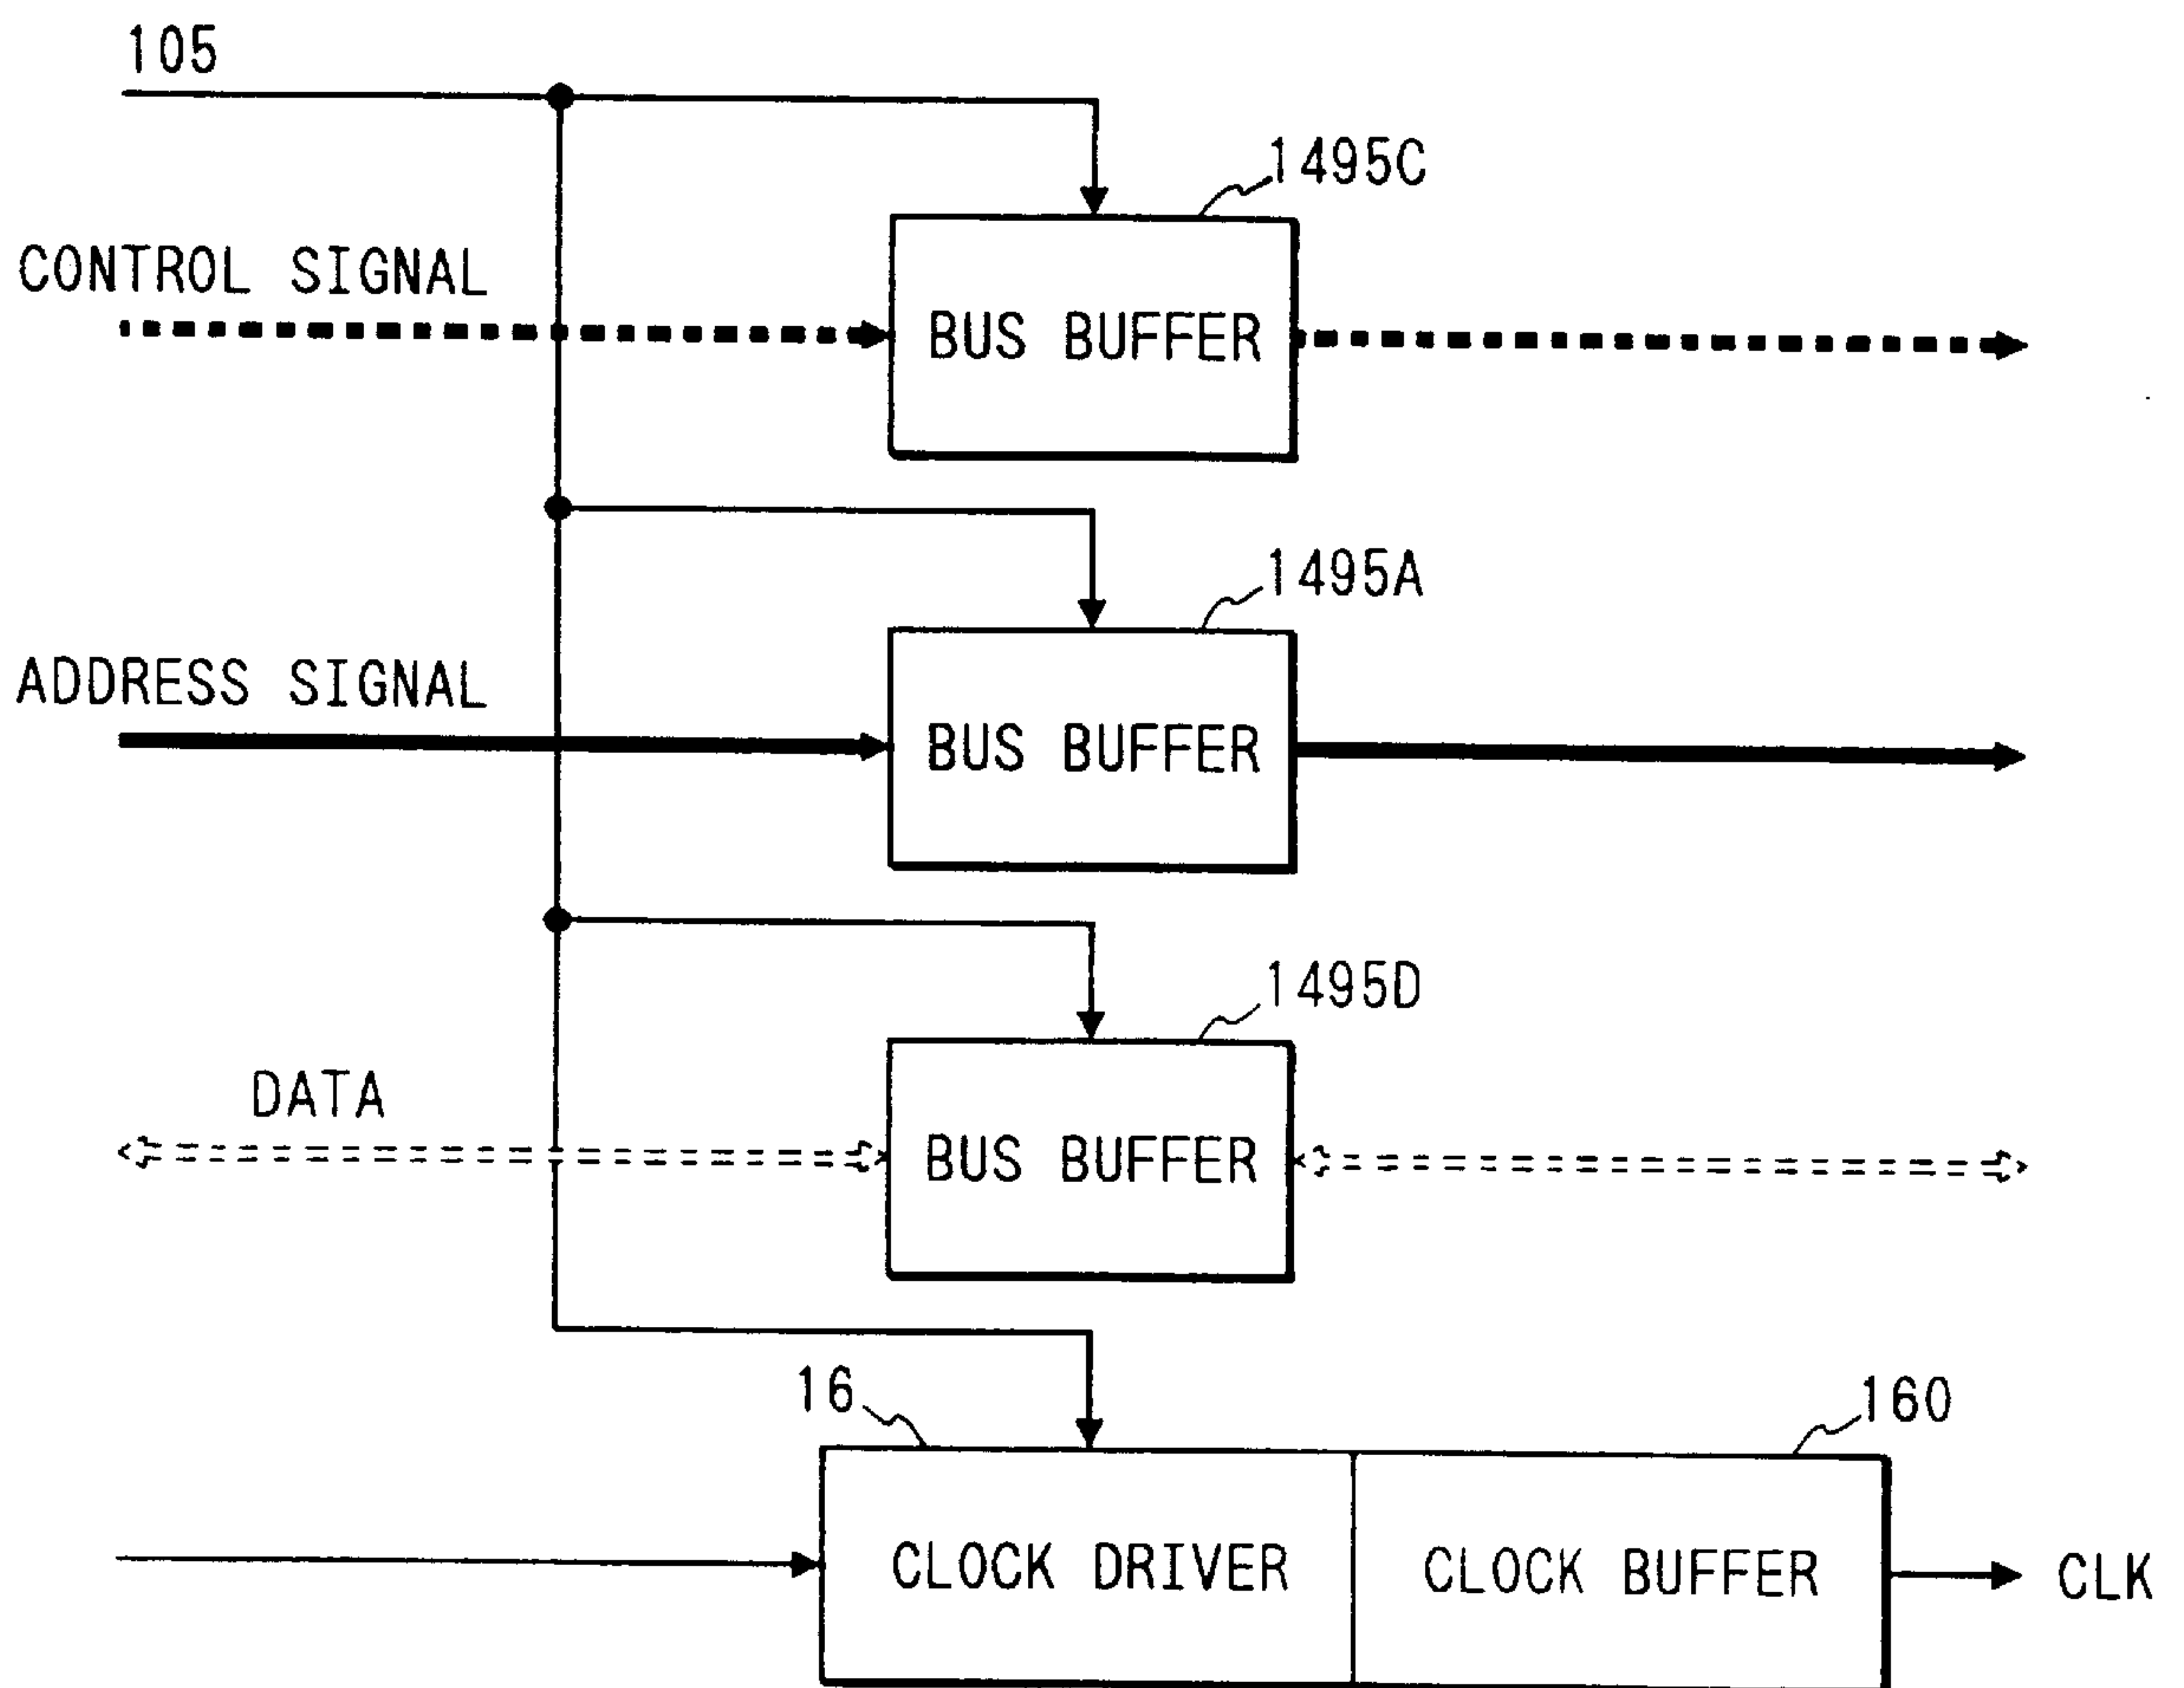 105
1495C
CONTROL SIGNAL
BUS BUFFER
1495A
ADDRESS SIGNAL
BUS BUFFER
1495D
DATA
BUS BUFFER
16
160
CLOCK DRIVER
CLOCK BUFFER
CLK